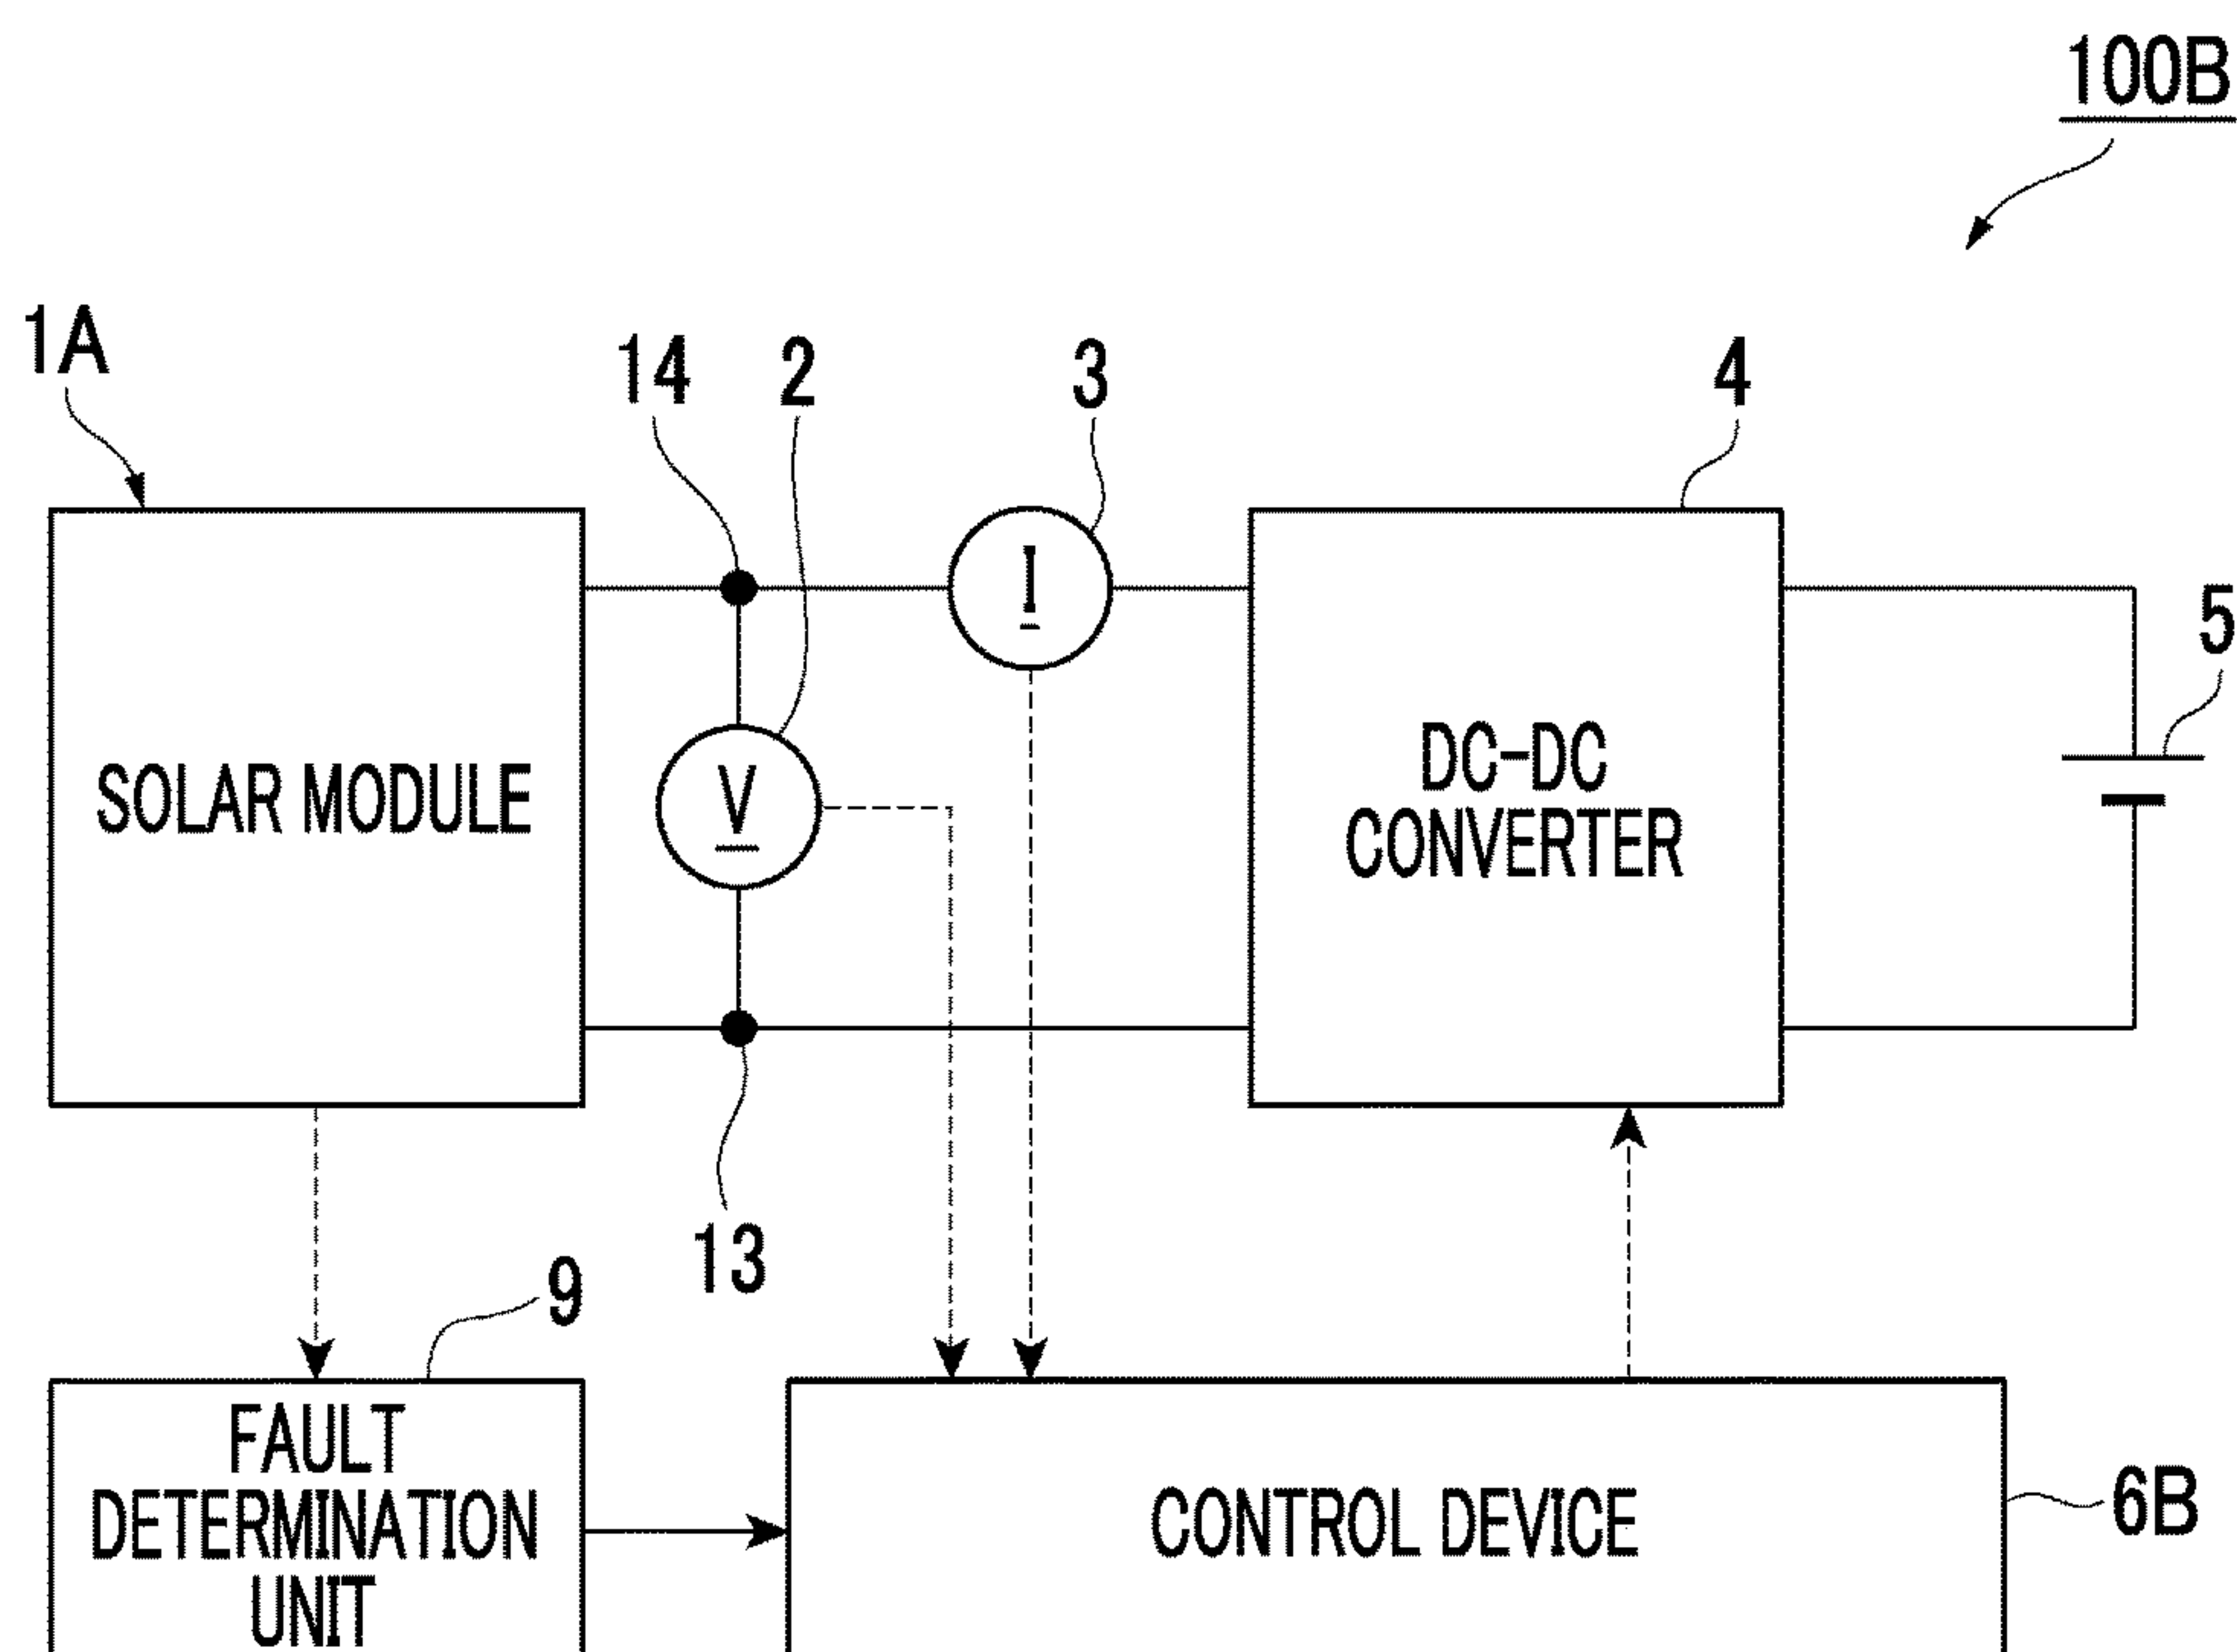 100B
1A
14
2
3
4
5
I
V
SOLAR MODULE
DC-DC
CONVERTER
13
9
FAULT
DETERMINATION
UNIT
CONTROL DEVICE
6B